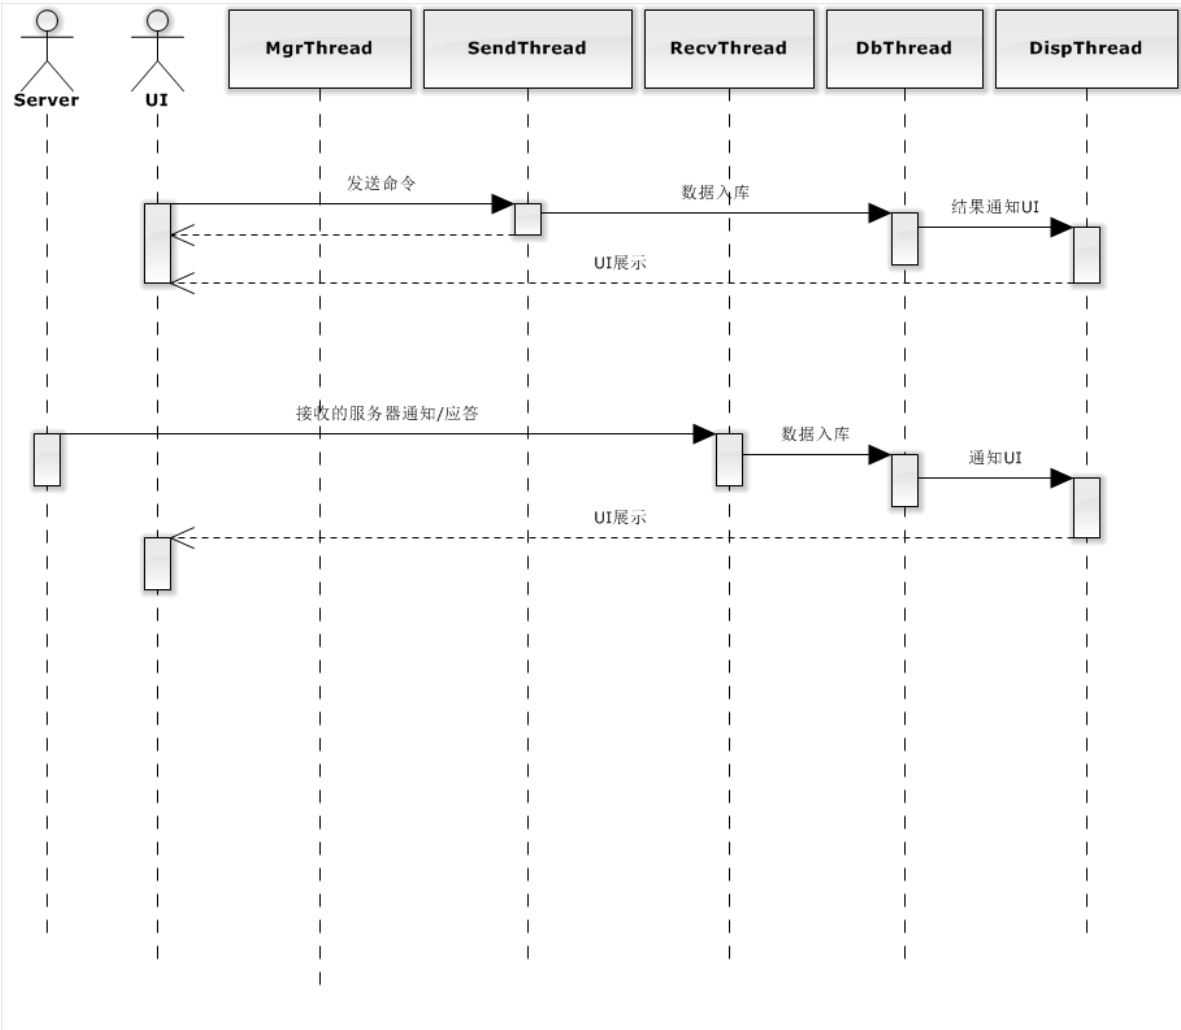 Server
UI
MgrThread
SendThread
RecvThread
DbThread
DispThread
发送命令
数据入库
结果通知UI
UI展示
接收的服务器通知/应答
数据入库
通知UI
UI展示